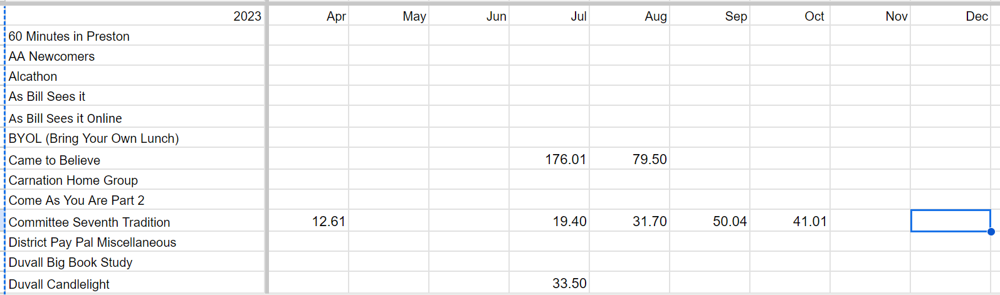 2023 Apr May Jun Jul Aug Sep Oct Nov Dec
60 Minutes in Preston
AA Newcomers
Alcathon
As Bill Sees it
As Bill Sees it Online
BYOL (Bring Your Own Lunch)
Came to Believe 176.01 79.50
Carnation Home Group
Come As You Are Part 2
Committee Seventh Tradition 12.61 19.40 31.70 50.04 41.01
District Pay Pal Miscellaneous
Duvall Big Book Study
Duvall Candlelight 33.50